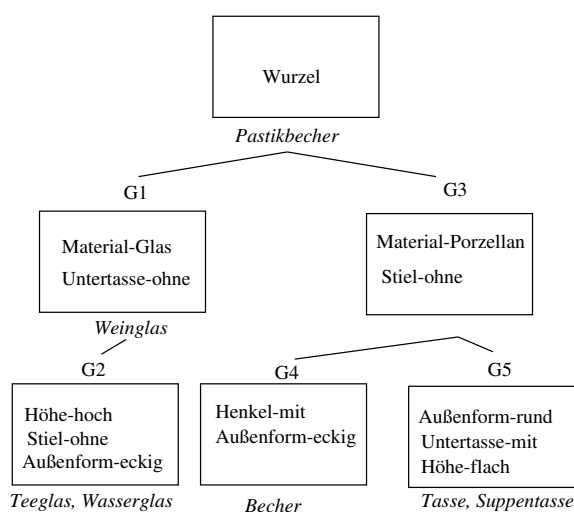 Wurzel
Pastikbecher
G1
G3
Material-Glas
Untertasse-ohne
Material-Porzellan
Stiel-ohne
Weinglas
G2
G4
G5
Höhe-hoch
Stiel-ohne
Außenform-eckig
Henkel-mit
Außenform-eckig
Außenform-rund
Untertasse-mit
Höhe-flach
Teeglas, Wasserglas
Becher
Tasse, Suppentasse